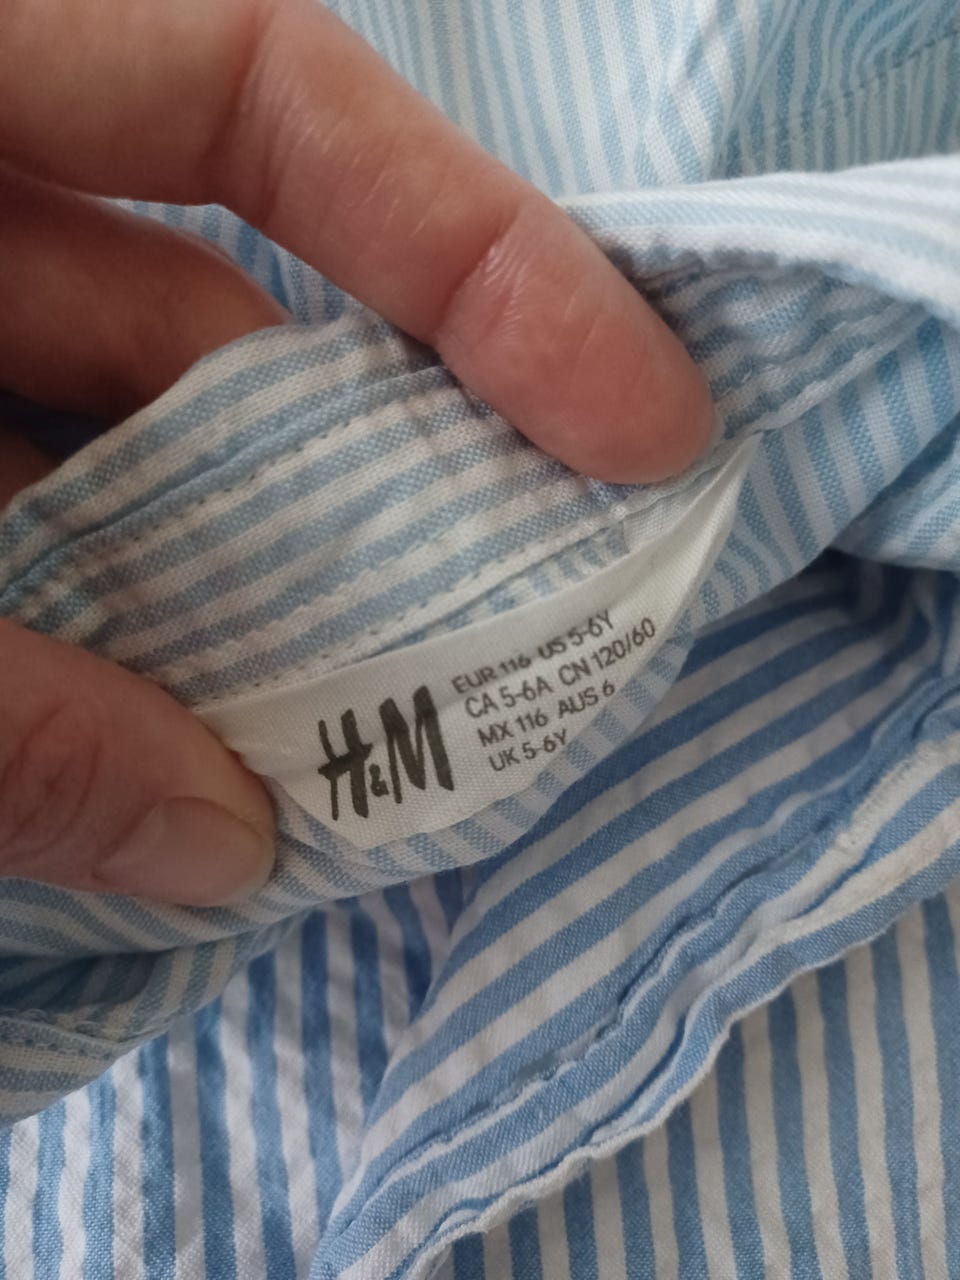 H&M
EUR 116 US 5-6Y
CA 5-6A CN 120/60
MX 116 AUS 6
UK 5-6Y